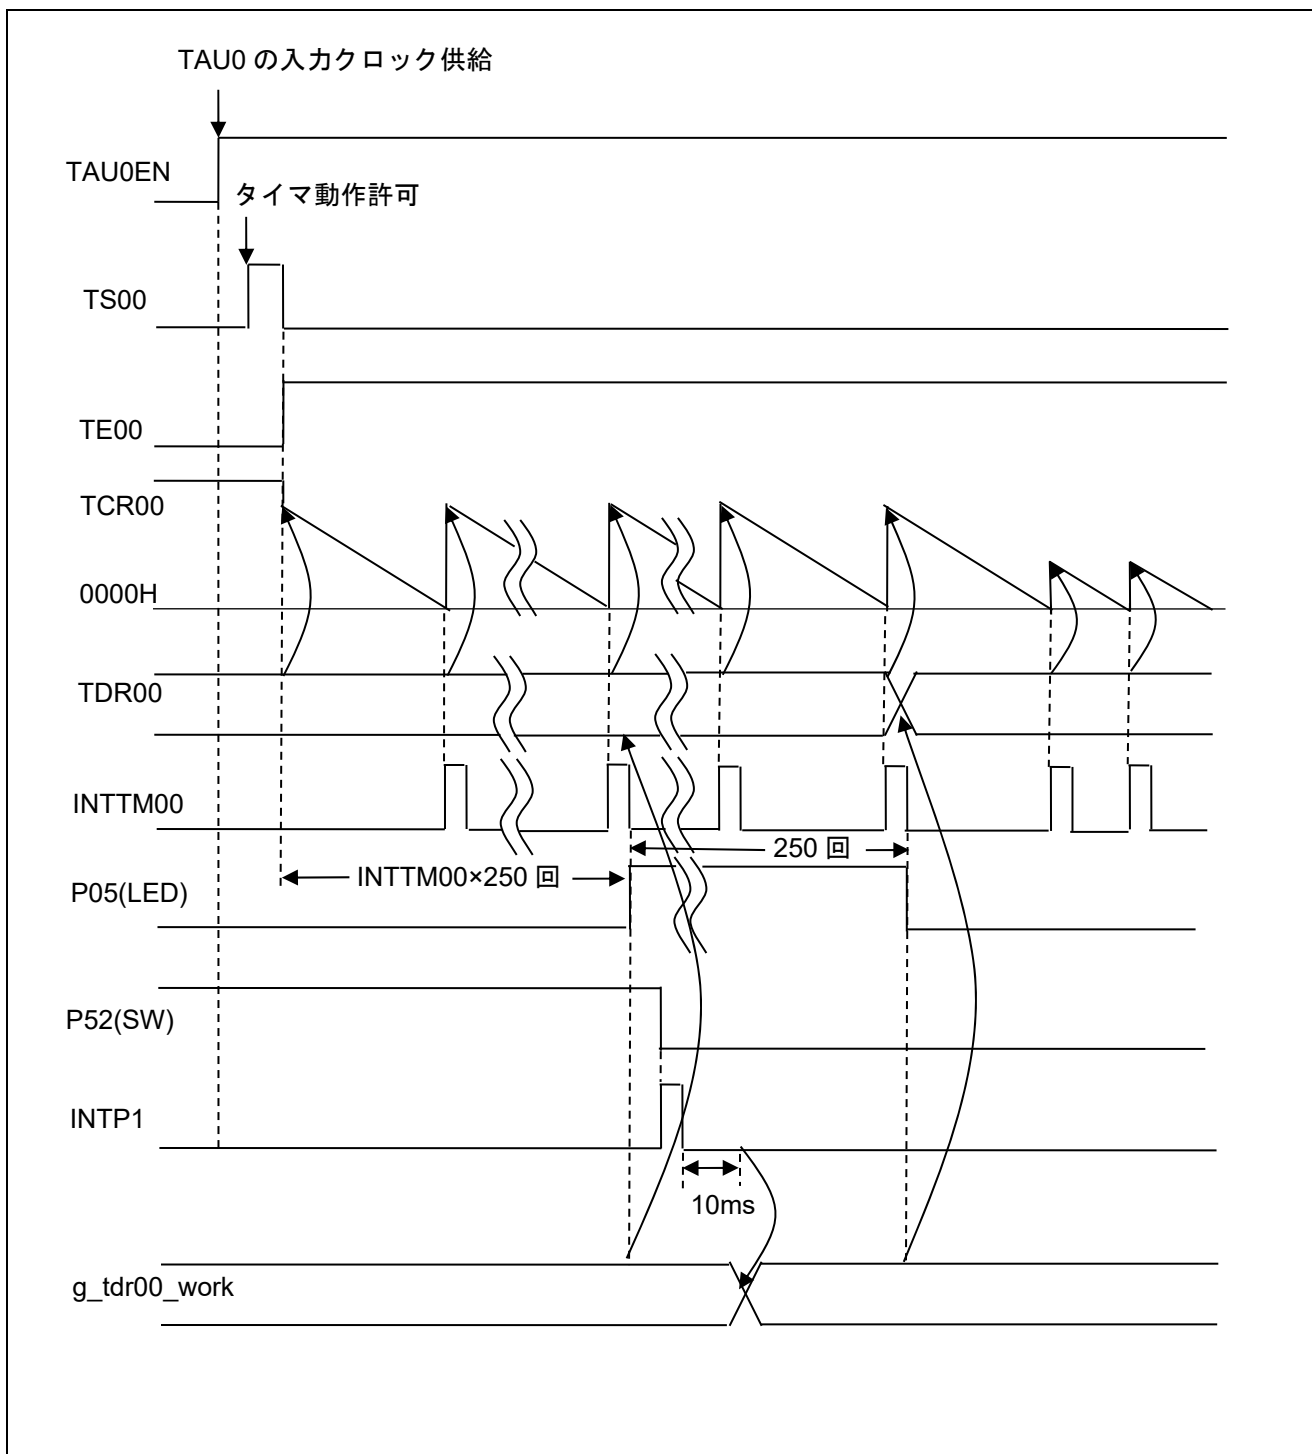 TAU0 の入力クロック供給
TAU0EN
タイマ動作許可
TS00
TE00
TCR00
0000H
TDR00
INTTM00
250 回
INTTM00×250 回
P05(LED)
P52(SW)
INTP1
10ms
g_tdr00_work